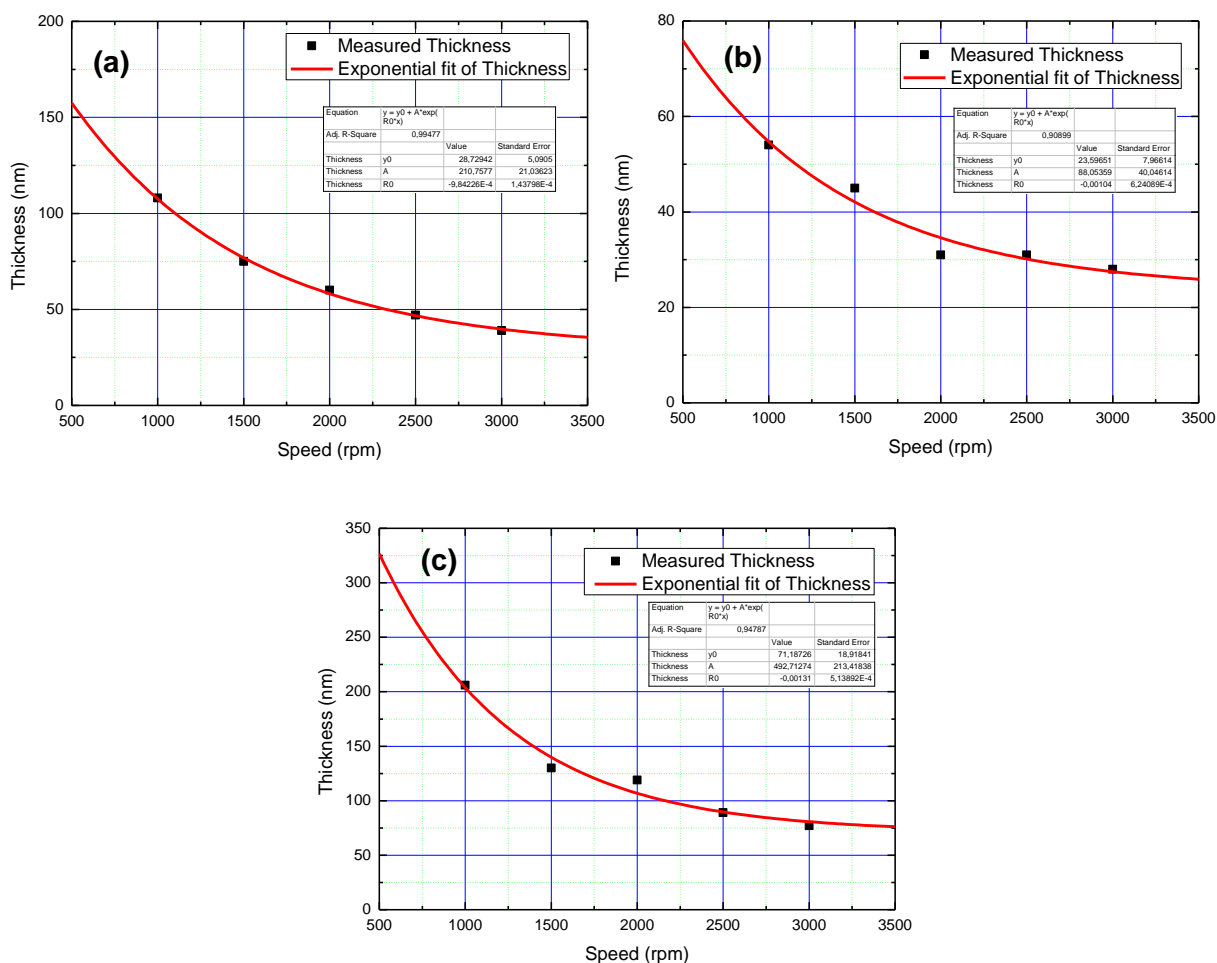 (a)
Measured Thickness
Exponential fit of Thickness
Equation y = y0 + A*exp(
R0*x)
Adj. R-Square 0,99477
Value Standard Error
Thickness y0 28,72942 5,0905
Thickness A 210,7577 21,03623
Thickness R0 -9,84226E-4 1,43798E-4
200
150
100
50
0
Thickness (nm)
500 1000 1500 2000 2500 3000 3500
Speed (rpm)
(b)
Measured Thickness
Exponential fit of Thickness
Equation y = y0 + A*exp(
R0*x)
Adj. R-Square 0,90899
Value Standard Error
Thickness y0 23,59651 7,96614
Thickness A 88,05359 40,04614
Thickness R0 -0,00104 6,24089E-4
80
60
40
20
0
Thickness (nm)
500 1000 1500 2000 2500 3000 3500
Speed (rpm)
(c)
Measured Thickness
Exponential fit of Thickness
Equation y = y0 + A*exp(
R0*x)
Adj. R-Square 0,94787
Value Standard Error
Thickness y0 71,18726 18,91841
Thickness A 492,71274 213,41838
Thickness R0 -0,00131 5,13892E-4
350
300
250
200
150
100
50
0
Thickness (nm)
500 1000 1500 2000 2500 3000 3500
Speed (rpm)